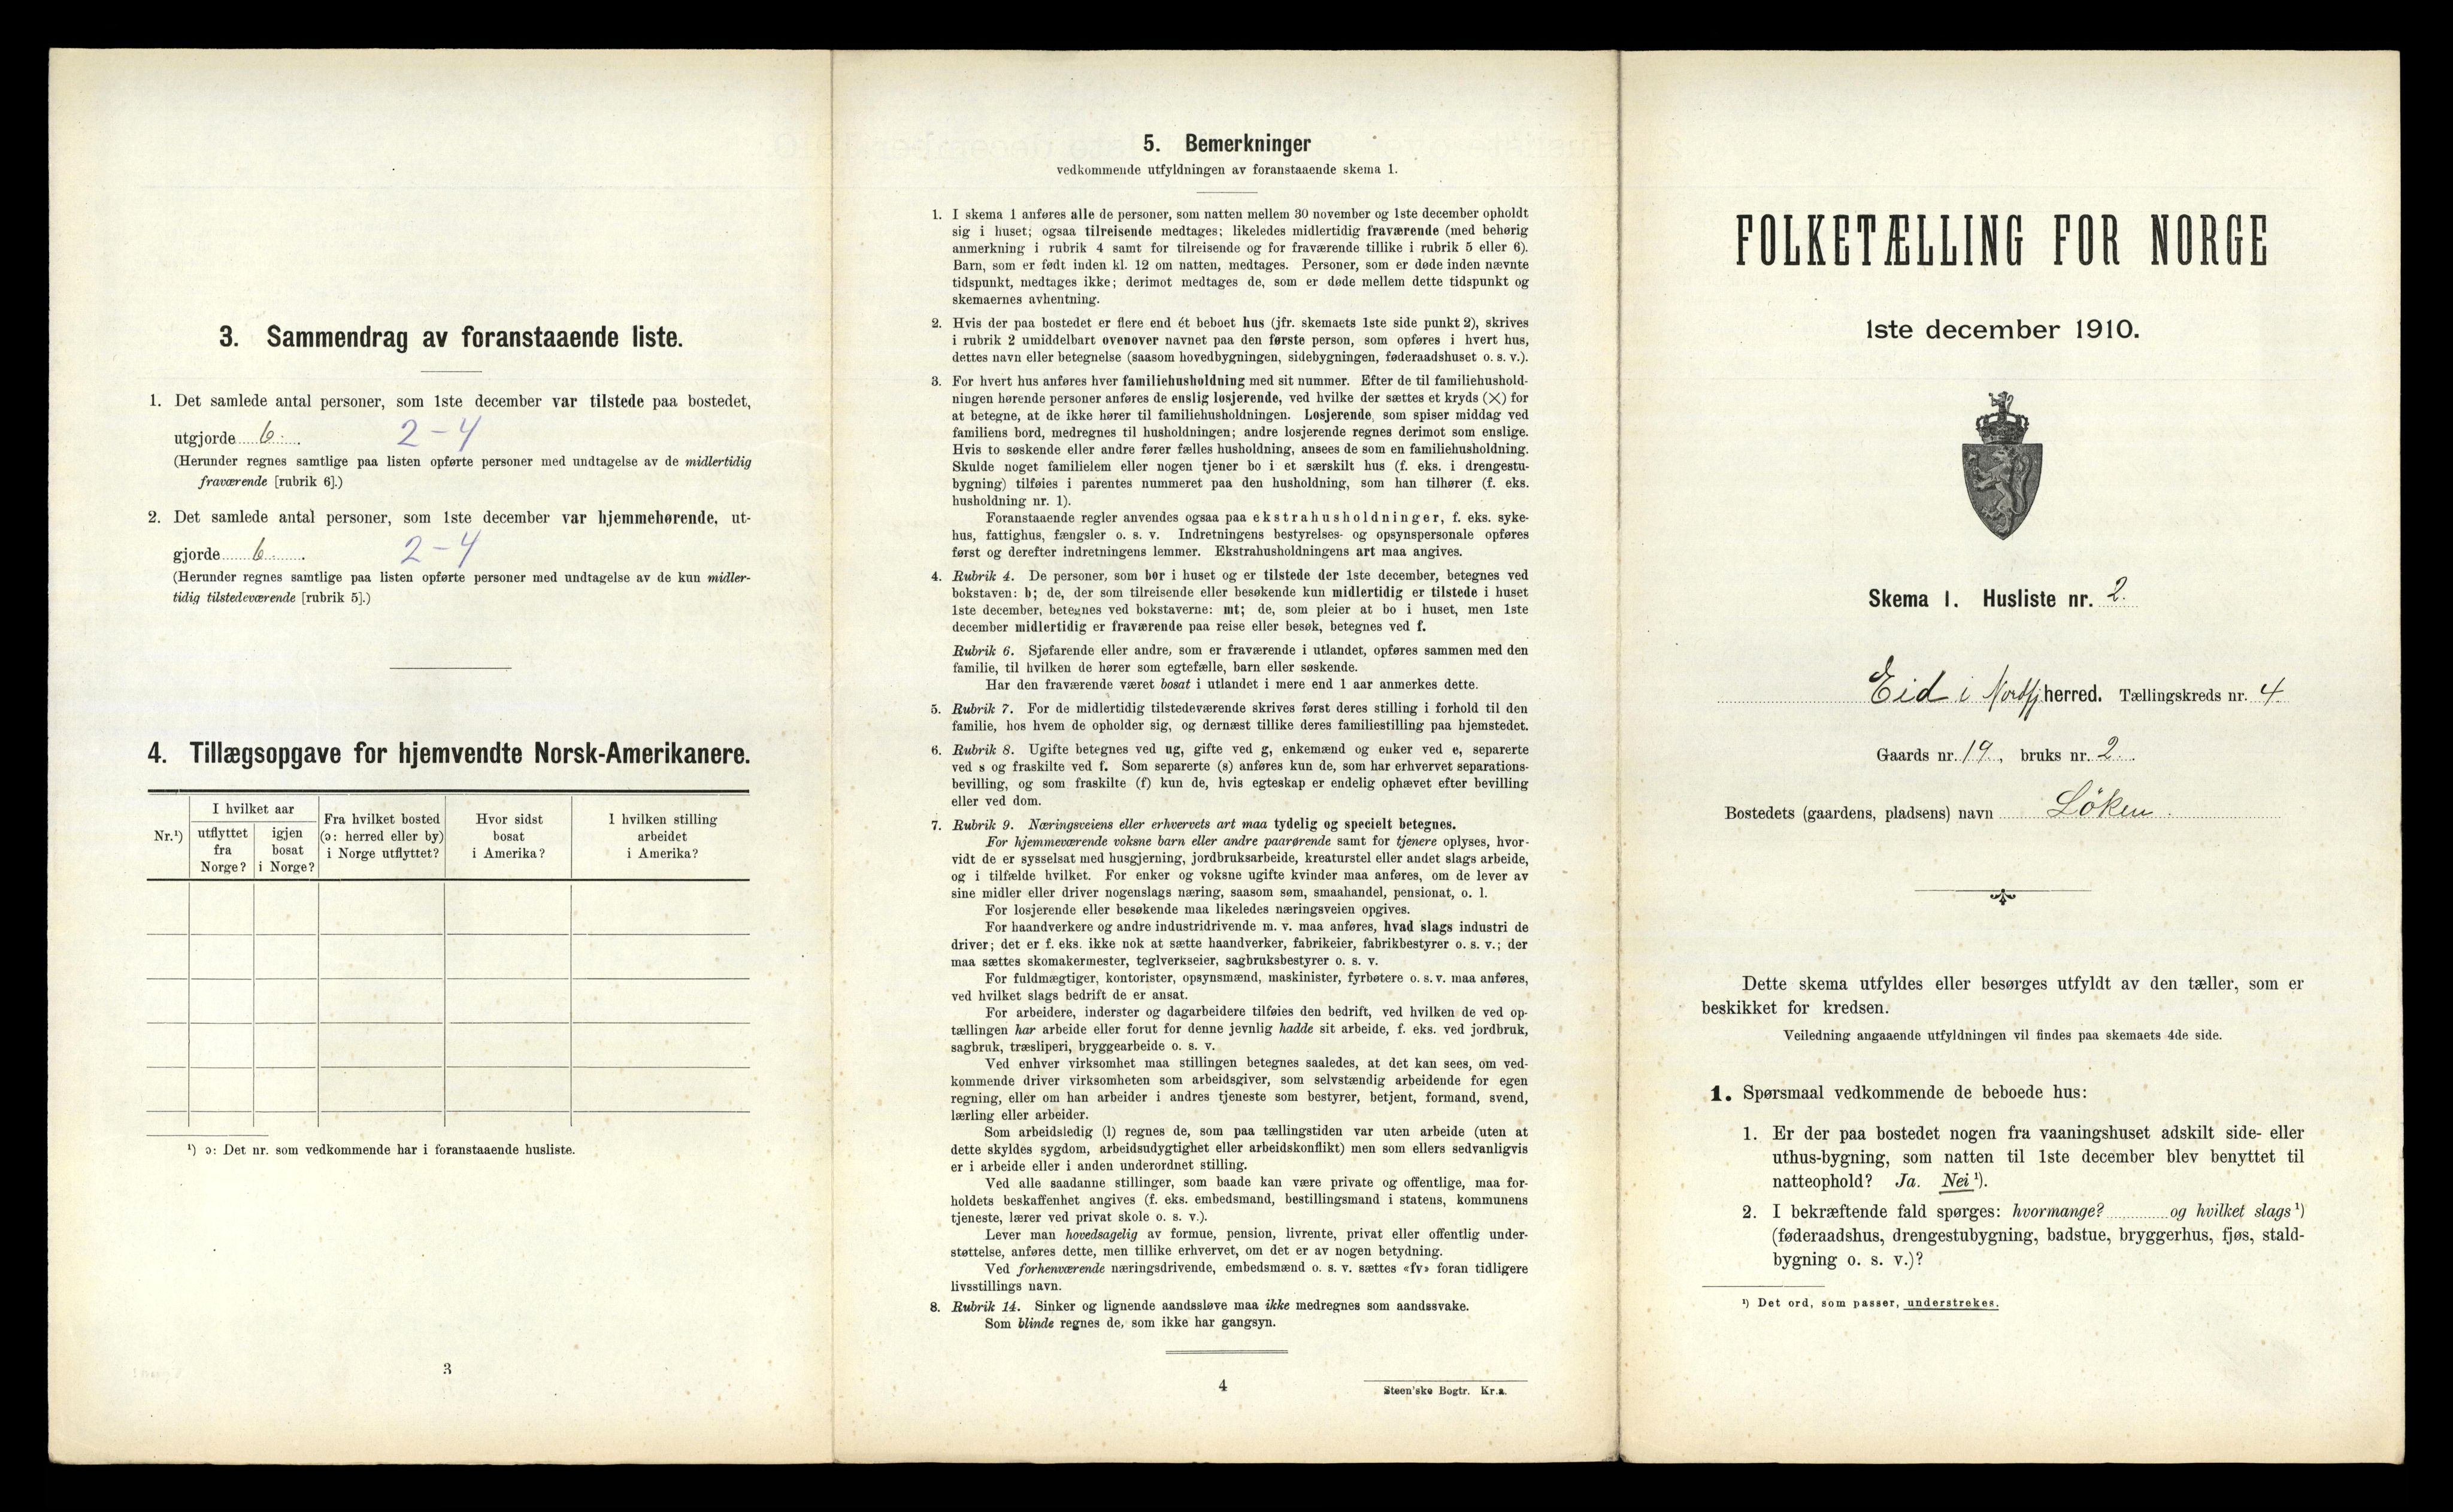 3. Sammendrag av foranstaaende liste.
1. Det samlede antal personer, som 1ste december var tilstede paa bostedet,
utgjorde 6. 2-4
(Herunder regnes samtlige paa listen opførte personer med undtagelse av de midlertidig
fraværende [rubrik 6].)
2. Det samlede antal personer, som 1ste december var hjemmehørende, ut-
gjorde 6. 2-4
(Herunder regnes samtlige paa listen opførte personer med undtagelse av de kun midler-
tidig tilstedeværende [rubrik 5].)
4. Tillægsopgave for hjemvendte Norsk-Amerikanere.
Nr.¹)
I hvilket aar
utflyttet fra Norge?
igjen bosat i Norge?
Fra hvilket bosted (ɔ: herred eller by) i Norge utflyttet?
Hvor sidst bosat i Amerika?
I hvilken stilling arbeidet i Amerika?
¹) ɔ: Det nr. som vedkommende har i foranstaaende husliste.
3
5. Bemerkninger
vedkommende utfyldningen av foranstaaende skema 1.
1. I skema 1 anføres alle de personer, som natten mellem 30 november og 1ste december opholdt
sig i huset; ogsaa tilreisende medtages; likeledes midlertidig fraværende (med behørig
anmerkning i rubrik 4 samt for tilreisende og for fraværende tillike i rubrik 5 eller 6).
Barn, som er født inden kl. 12 om natten, medtages. Personer, som er døde inden nævnte
tidspunkt, medtages ikke; derimot medtages de, som er døde mellem dette tidspunkt og
skemaernes avhentning.
2. Hvis der paa bostedet er flere end ét beboet hus (jfr. skemaets 1ste side punkt 2), skrives
i rubrik 2 umiddelbart ovenover navnet paa den første person, som opføres i hvert hus,
dettes navn eller betegnelse (saasom hovedbygningen, sidebygningen, føderaadshuset o. s. v.).
3. For hvert hus anføres hver familiehusholdning med sit nummer. Efter de til familiehushold-
ningen hørende personer anføres de enslig losjerende, ved hvilke der sættes et kryds (×) for
at betegne, at de ikke hører til familiehusholdningen. Losjerende, som spiser middag ved
familiens bord, medregnes til husholdningen; andre losjerende regnes derimot som enslige.
Hvis to søskende eller andre fører fælles husholdning, ansees de som en familiehusholdning.
Skulde noget familielem eller nogen tjener bo i et særskilt hus (f. eks. i drengestu-
bygning) tilføies i parentes nummeret paa den husholdning, som han tilhører (f. eks.
husholdning nr. 1).
Foranstaaende regler anvendes ogsaa paa ekstrahusholdninger, f. eks. syke-
hus, fattighus, fængsler o. s. v. Indretningens bestyrelses- og opsynspersonale opføres
først og derefter indretningens lemmer. Ekstrahusholdningens art maa angives.
4. Rubrik 4. De personer, som bor i huset og er tilstede der 1ste december, betegnes ved
bokstaven: b; de, der som tilreisende eller besøkende kun midlertidig er tilstede i huset
1ste december, betegnes ved bokstaverne: mt; de, som pleier at bo i huset, men 1ste
december midlertidig er fraværende paa reise eller besøk, betegnes ved f.
Rubrik 6. Sjøfarende eller andre, som er fraværende i utlandet, opføres sammen med den
familie, til hvilken de hører som egtefælle, barn eller søskende.
Har den fraværende været bosat i utlandet i mere end 1 aar anmerkes dette.
5. Rubrik 7. For de midlertidig tilstedeværende skrives først deres stilling i forhold til den
familie, hos hvem de opholder sig, og dernæst tillike deres familiestilling paa hjemstedet.
6. Rubrik 8. Ugifte betegnes ved ug, gifte ved g, enkemænd og enker ved e, separerte
ved s og fraskilte ved f. Som separerte (s) anføres kun de, som har erhvervet separations-
bevilling, og som fraskilte (f) kun de, hvis egteskap er endelig ophævet efter bevilling
eller ved dom.
7. Rubrik 9. Næringsveiens eller erhvervets art maa tydelig og specielt betegnes.
For hjemmeværende voksne barn eller andre paarørende samt for tjenere oplyses, hvor-
vidt de er sysselsat med husgjerning, jordbruksarbeide, kreaturstel eller andet slags arbeide,
og i tilfælde hvilket. For enker og voksne ugifte kvinder maa anføres, om de lever av
sine midler eller driver nogenslags næring, saasom søm, smaahandel, pensionat, o. l.
For losjerende eller besøkende maa likeledes næringsveien opgives.
For haandverkere og andre industridrivende m. v. maa anføres, hvad slags industri de
driver; det er f. eks. ikke nok at sætte haandverker, fabrikeier, fabrikbestyrer o. s. v.; der
maa sættes skomakermester, teglverkseier, sagbruksbestyrer o. s. v.
For fuldmægtiger, kontorister, opsynsmænd, maskinister, fyrbøtere o. s. v. maa anføres,
ved hvilket slags bedrift de er ansat.
For arbeidere, inderster og dagarbeidere tilføies den bedrift, ved hvilken de ved op-
tællingen har arbeide eller forut for denne jevnlig hadde sit arbeide, f. eks. ved jordbruk,
sagbruk, træsliperi, bryggearbeide o. s. v.
Ved enhver virksomhet maa stillingen betegnes saaledes, at det kan sees, om ved-
kommende driver virksomheten som arbeidsgiver, som selvstændig arbeidende for egen
regning, eller om han arbeider i andres tjeneste som bestyrer, betjent, formand, svend,
lærling eller arbeider.
Som arbeidsledig (l) regnes de, som paa tællingstiden var uten arbeide (uten at
dette skyldes sygdom, arbeidsudygtighet eller arbeidskonflikt) men som ellers sedvanligvis
er i arbeide eller i anden underordnet stilling.
Ved alle saadanne stillinger, som baade kan være private og offentlige, maa for-
holdets beskaffenhet angives (f. eks. embedsmand, bestillingsmand i statens, kommunens
tjeneste, lærer ved privat skole o. s. v.).
Lever man hovedsagelig av formue, pension, livrente, privat eller offentlig under-
støttelse, anføres dette, men tillike erhvervet, om det er av nogen betydning.
Ved forhenværende næringsdrivende, embedsmænd o. s. v. sættes «fv» foran tidligere
livsstillings navn.
8. Rubrik 14. Sinker og lignende aandssløve maa ikke medregnes som aandssvake.
Som blinde regnes de, som ikke har gangsyn.
4
Steen'ske Bogtr. Kr.a.
FOLKETÆLLING FOR NORGE
1ste december 1910.
Skema 1. Husliste nr. 2.
Eid i Nordfj herred. Tællingskreds nr. 4.
Gaards nr. 19, bruks nr. 2.
Bostedets (gaardens, pladsens) navn Löken.
Dette skema utfyldes eller besørges utfyldt av den tæller, som er
beskikket for kredsen.
Veiledning angaaende utfyldningen vil findes paa skemaets 4de side.
1. Spørsmaal vedkommende de beboede hus:
1. Er der paa bostedet nogen fra vaaningshuset adskilt side- eller
uthus-bygning, som natten til 1ste december blev benyttet til
natteophold? Ja. Nei¹).
2. I bekræftende fald spørges: hvormange? og hvilket slags¹)
(føderaadshus, drengestubygning, badstue, bryggerhus, fjøs, stald-
bygning o. s. v.)?
¹) Det ord, som passer, understrekes.